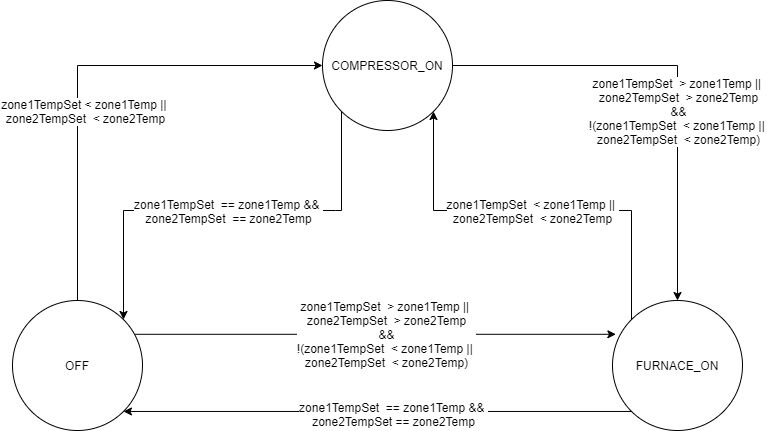 COMPRESSOR_ON
zone1TempSet > zone1Temp ||
zone2TempSet > zone2Temp
&&
!(zone1TempSet < zone1Temp ||
zone2TempSet < zone2Temp)
zone1TempSet < zone1Temp ||
zone2TempSet < zone2Temp
zone1TempSet == zone1Temp &&
zone2TempSet == zone2Temp
zone1TempSet < zone1Temp ||
zone2TempSet < zone2Temp
zone1TempSet > zone1Temp ||
zone2TempSet > zone2Temp
&&
!(zone1TempSet < zone1Temp ||
zone2TempSet < zone2Temp)
OFF
FURNACE_ON
zone1TempSet == zone1Temp &&
zone2TempSet == zone2Temp